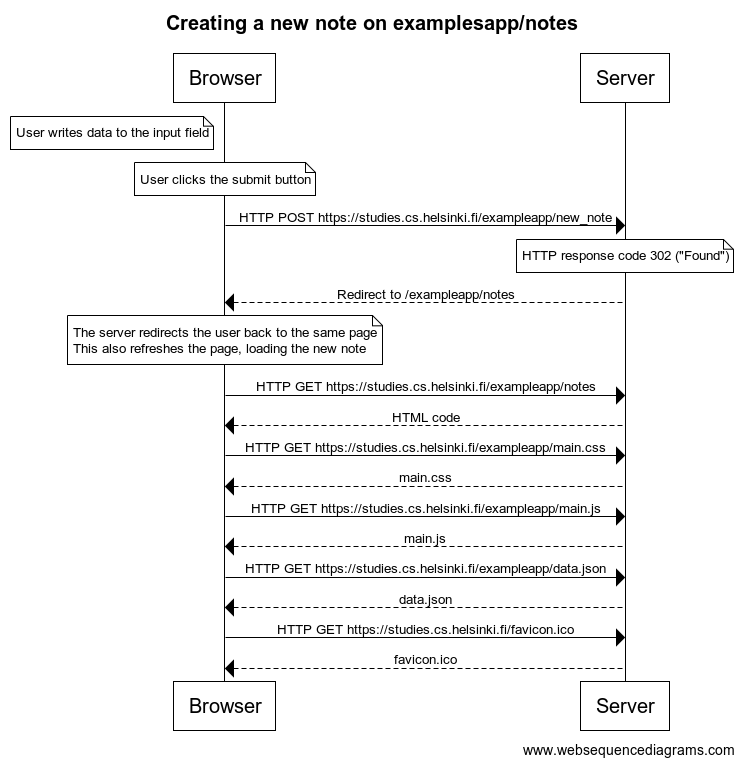 Creating a new note on examplesapp/notes
Browser
Server
User writes data to the input field
User clicks the submit button
HTTP POST https://studies.cs.helsinki.fi/exampleapp/new_note
HTTP response code 302 ("Found")
Redirect to /exampleapp/notes
The server redirects the user back to the same page
This also refreshes the page, loading the new note
HTTP GET https://studies.cs.helsinki.fi/exampleapp/notes
HTML code
HTTP GET https://studies.cs.helsinki.fi/exampleapp/main.css
main.css
HTTP GET https://studies.cs.helsinki.fi/exampleapp/main.js
main.js
HTTP GET https://studies.cs.helsinki.fi/exampleapp/data.json
data.json
HTTP GET https://studies.cs.helsinki.fi/favicon.ico
favicon.ico
Browser
Server
www.websequencediagrams.com